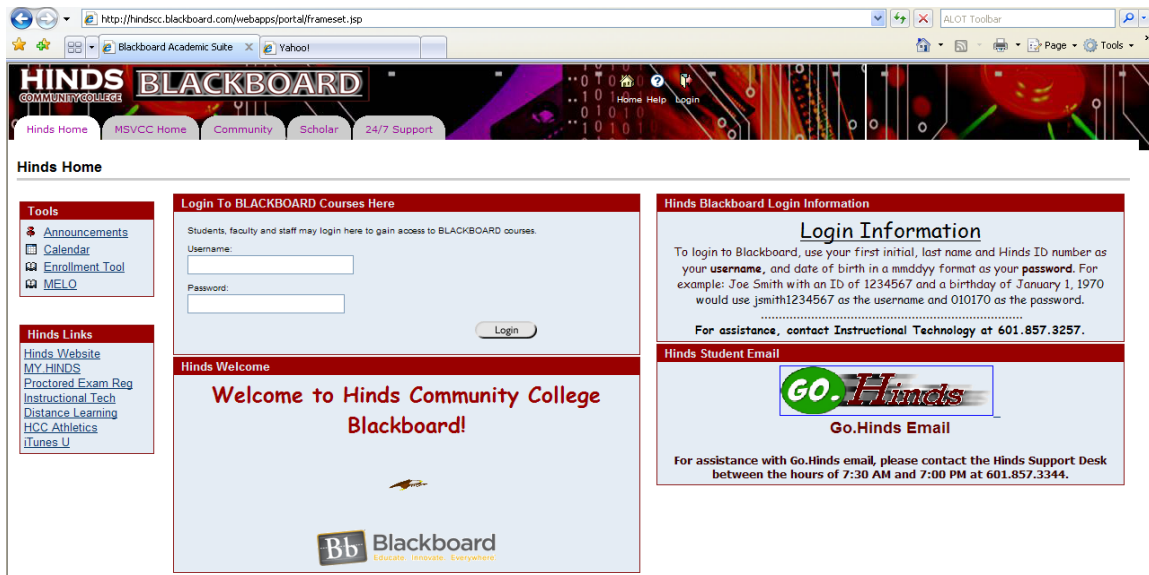 http://hindscc.blackboard.com/webapps/portal/frameset.jsp
ALOT Toolbar
Blackboard Academic Suite
Yahoo!
Page
Tools
HINDS
COMMUNITY COLLEGE
BLACKBOARD
Home Help Login
Hinds Home
MSVCC Home
Community
Scholar
24/7 Support
Hinds Home
Tools
Announcements
Calendar
Enrollment Tool
MELO
Hinds Links
Hinds Website
MY.HINDS
Proctored Exam Reg
Instructional Tech
Distance Learning
HCC Athletics
iTunes U
Login To BLACKBOARD Courses Here
Students, faculty and staff may login here to gain access to BLACKBOARD courses.
Username:
Password:
Login
Hinds Welcome
Welcome to Hinds Community College
Blackboard!
Bb Blackboard
Educate. Innovate. Everywhere.
Hinds Blackboard Login Information
Login Information
To login to Blackboard, use your first initial, last name and Hinds ID number as
your username, and date of birth in a mmddyy format as your password. For
example: Joe Smith with an ID of 1234567 and a birthday of January 1, 1970
would use jsmith1234567 as the username and 010170 as the password.
........................................................................
For assistance, contact Instructional Technology at 601.857.3257.
Hinds Student Email
GO. Hinds
Go.Hinds Email
For assistance with Go.Hinds email, please contact the Hinds Support Desk
between the hours of 7:30 AM and 7:00 PM at 601.857.3344.